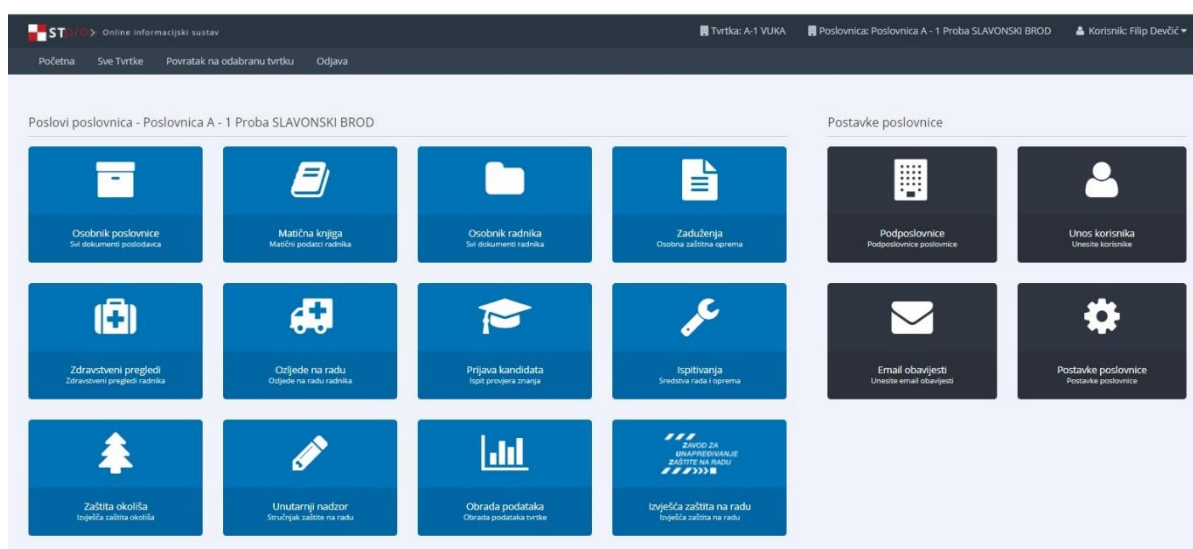 STpro> Online informacijski sustav
Tvrtka: A-1 VUKA
Poslovnica: Poslovnica A - 1 Proba SLAVONSKI BROD
Korisnik: Filip Devčić
Početna Sve Tvrtke Povratak na odabranu tvrtku Odjava
Poslovi poslovnica - Poslovnica A - 1 Proba SLAVONSKI BROD
Osobnik poslovnice
Svi dokumenti poslodavca
Matična knjiga
Matični podatci radnika
Osobnik radnika
Svi dokumenti radnika
Zaduženja
Osobna zaštitna oprema
Zdravstveni pregledi
Zdravstveni pregledi radnika
Ozljede na radu
Ozljede na radu radnika
Prijava kandidata
Ispit provjera znanja
Ispitivanja
Sredstva rada i oprema
Zaštita okoliša
Izvješća zaštita okoliša
Unutarnji nadzor
Stručnjak zaštite na radu
Obrada podataka
Obrada podataka tvrtke
ZAVOD ZA
UNAPREĐIVANJE
ZAŠTITE NA RADU
Izvješća zaštita na radu
Izvješća zaštita na radu
Postavke poslovnice
Podposlovnice
Podposlovnice poslovnice
Unos korisnika
Unesite korisnike
Email obavijesti
Unesite email obavijesti
Postavke poslovnice
Postavke poslovnice